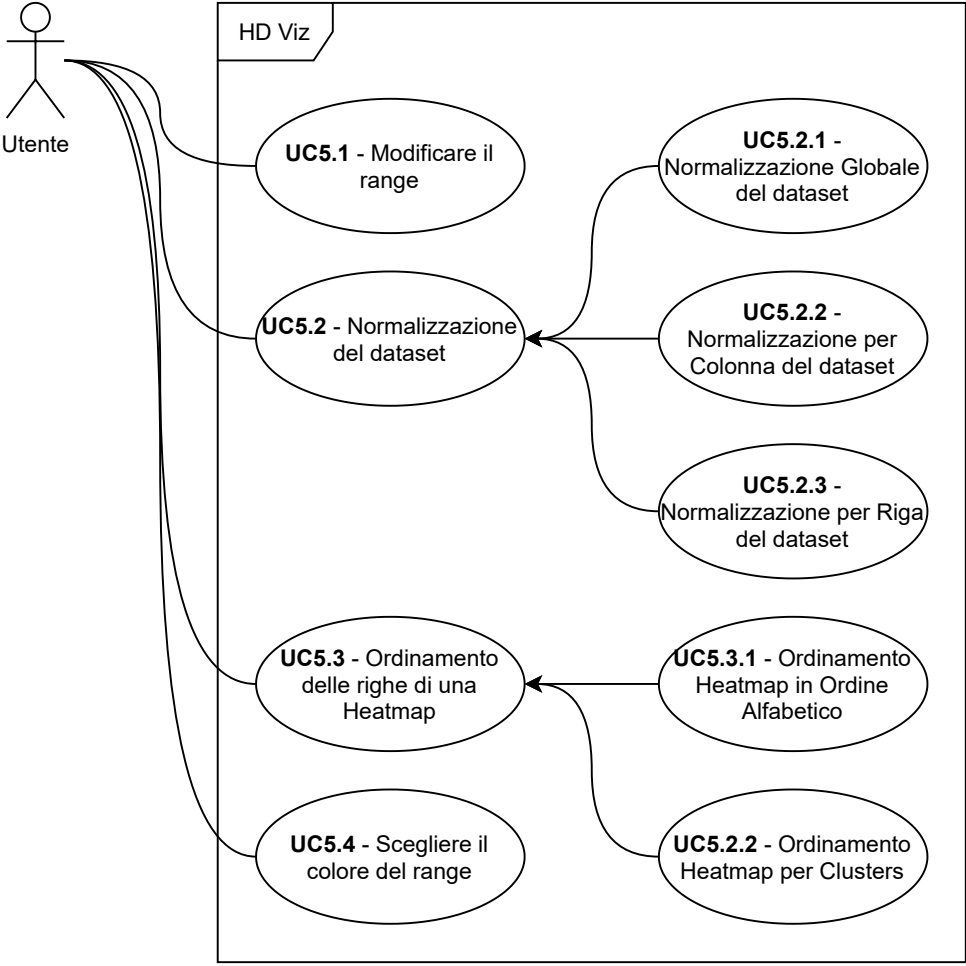 HD Viz
Utente
UC5.1 - Modificare il
range
UC5.2 - Normalizzazione
del dataset
UC5.2.1 -
Normalizzazione Globale
del dataset
UC5.2.2 -
Normalizzazione per
Colonna del dataset
UC5.2.3 -
Normalizzazione per Riga
del dataset
UC5.3 - Ordinamento
delle righe di una
Heatmap
UC5.3.1 - Ordinamento
Heatmap in Ordine
Alfabetico
UC5.4 - Scegliere il
colore del range
UC5.2.2 - Ordinamento
Heatmap per Clusters